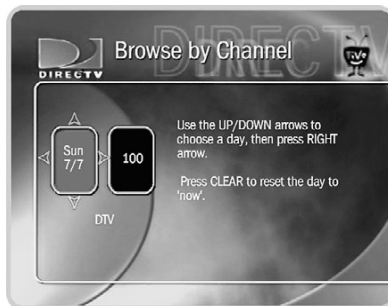 DIRECTV
Browse by Channel
TiVo
DIRECTV
Sun
7/7
100
DTV
Use the UP/DOWN arrows to
choose a day, then press RIGHT
arrow.
Press CLEAR to reset the day to
'now'.